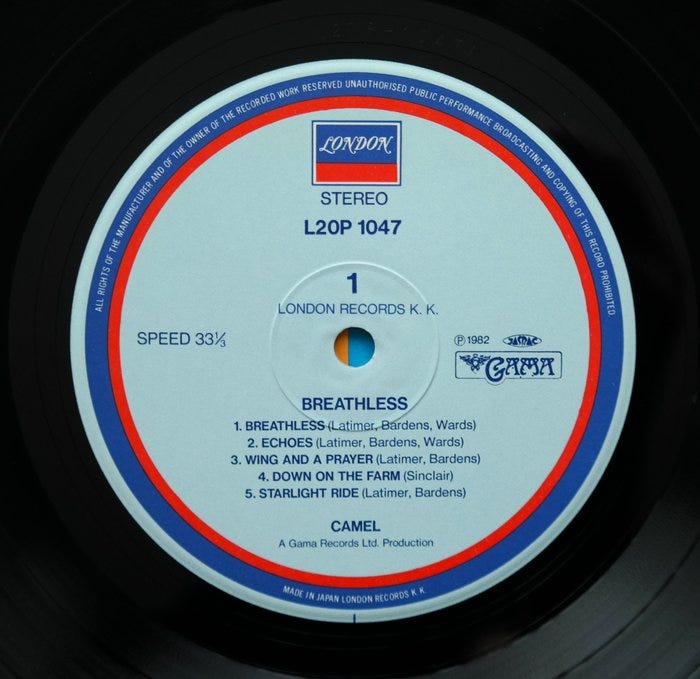 ALL RIGHTS OF THE MANUFACTURER AND OF THE OWNER OF THE RECORDED WORK RESERVED UNAUTHORISED PUBLIC PERFORMANCE BROADCASTING AND COPYING OF THIS RECORD PROHIBITED.
LONDON
STEREO
L20P 1047
1
LONDON RECORDS K. K.
SPEED 33⅓
℗1982 JASRAC
GAMA
BREATHLESS
1. BREATHLESS (Latimer, Bardens, Wards)
2. ECHOES (Latimer, Bardens, Wards)
3. WING AND A PRAYER (Latimer, Bardens)
4. DOWN ON THE FARM (Sinclair)
5. STARLIGHT RIDE (Latimer, Bardens)
CAMEL
A Gama Records Ltd. Production
MADE IN JAPAN LONDON RECORDS K. K.